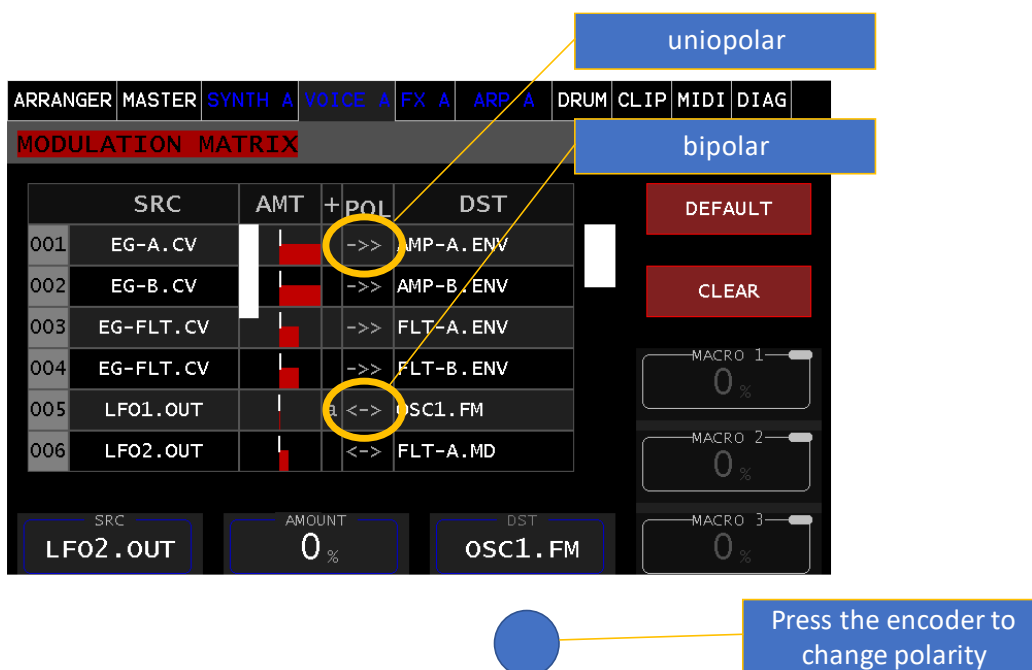 uniopolar
ARRANGER MASTER SYNTH A VOICE A FX A ARP A DRUM CLIP MIDI DIAG
MODULATION MATRIX
bipolar
SRC AMT + POL DST
DEFAULT
001 EG-A.CV ->> AMP-A.ENV
002 EG-B.CV ->> AMP-B.ENV
CLEAR
003 EG-FLT.CV ->> FLT-A.ENV
004 EG-FLT.CV ->> FLT-B.ENV
MACRO 1
0 %
005 LFO1.OUT a <-> OSC1.FM
006 LFO2.OUT <-> FLT-A.MD
MACRO 2
0 %
SRC AMOUNT DST
LFO2.OUT 0 % OSC1.FM
MACRO 3
0 %
Press the encoder to
change polarity